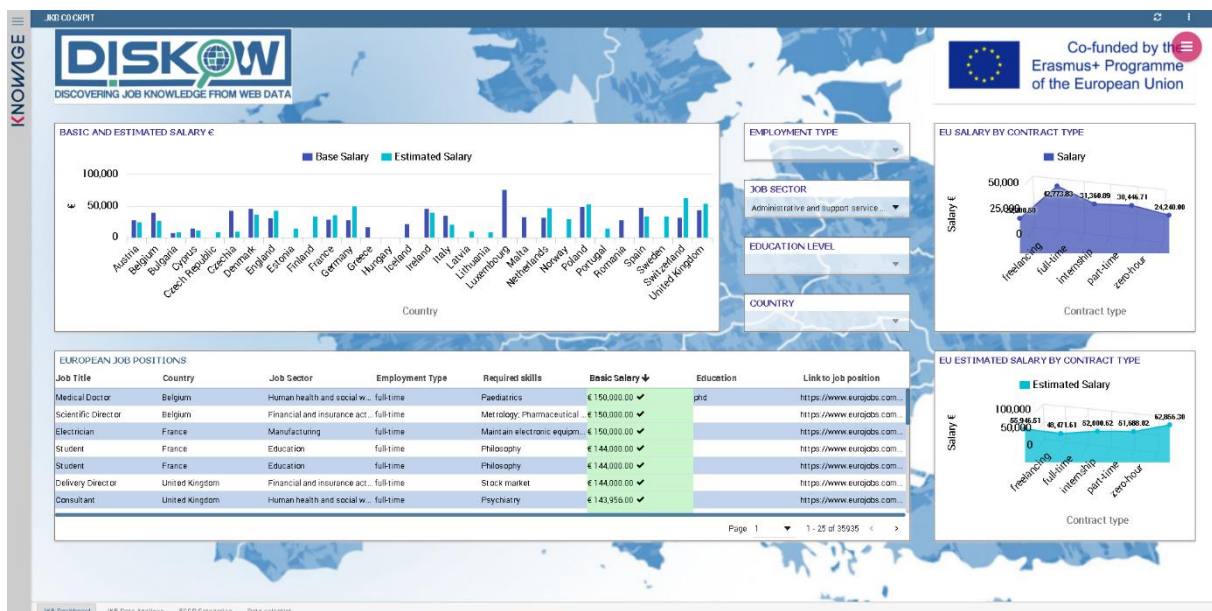 JKB COCKPIT
KNOWAGE
DISKOW
DISCOVERING JOB KNOWLEDGE FROM WEB DATA
Co-funded by the
Erasmus+ Programme
of the European Union
BASIC AND ESTIMATED SALARY €
Base Salary Estimated Salary
100,000
50,000
0
€
Austria Belgium Bulgaria Cyprus Czech Republic Czechia Denmark England Estonia Finland France Germany Greece Hungary Iceland Ireland Italy Latvia Lithuania Luxembourg Malta Netherlands Norway Poland Portugal Romania Spain Sweden Switzerland United Kingdom
Country
EMPLOYMENT TYPE
JOB SECTOR
Administrative and support service ...
EDUCATION LEVEL
COUNTRY
EU SALARY BY CONTRACT TYPE
Salary
50,000
0
Salary €
42,773.83 31,360.89 30,446.71 24,240.00
freelancing full-time internship part-time zero-hour
Contract type
EUROPEAN JOB POSITIONS
Job Title Country Job Sector Employment Type Required skills Basic Salary Education Link to job position
Medical Doctor Belgium Human health and social w... full-time Paediatrics € 150,000.00 ✔ phd https://www.eurojobs.com...
Scientific Director Belgium Financial and insurance act... full-time Metrology; Pharmaceutical ... € 150,000.00 ✔ https://www.eurojobs.com...
Electrician France Manufacturing full-time Maintain electronic equipm... € 150,000.00 ✔ https://www.eurojobs.com...
Student France Education full-time Philosophy € 144,000.00 ✔ https://www.eurojobs.com...
Student France Education full-time Philosophy € 144,000.00 ✔ https://www.eurojobs.com...
Delivery Director United Kingdom Financial and insurance act... full-time Stock market € 144,000.00 ✔ https://www.eurojobs.com...
Consultant United Kingdom Human health and social w... full-time Psychiatry € 143,956.00 ✔ https://www.eurojobs.com...
Page 1 1 - 25 of 35935
EU ESTIMATED SALARY BY CONTRACT TYPE
Estimated Salary
100,000
50,000
0
Salary €
48,471.61 52,000.62 51,688.02 62,856.30
freelancing full-time internship part-time zero-hour
Contract type